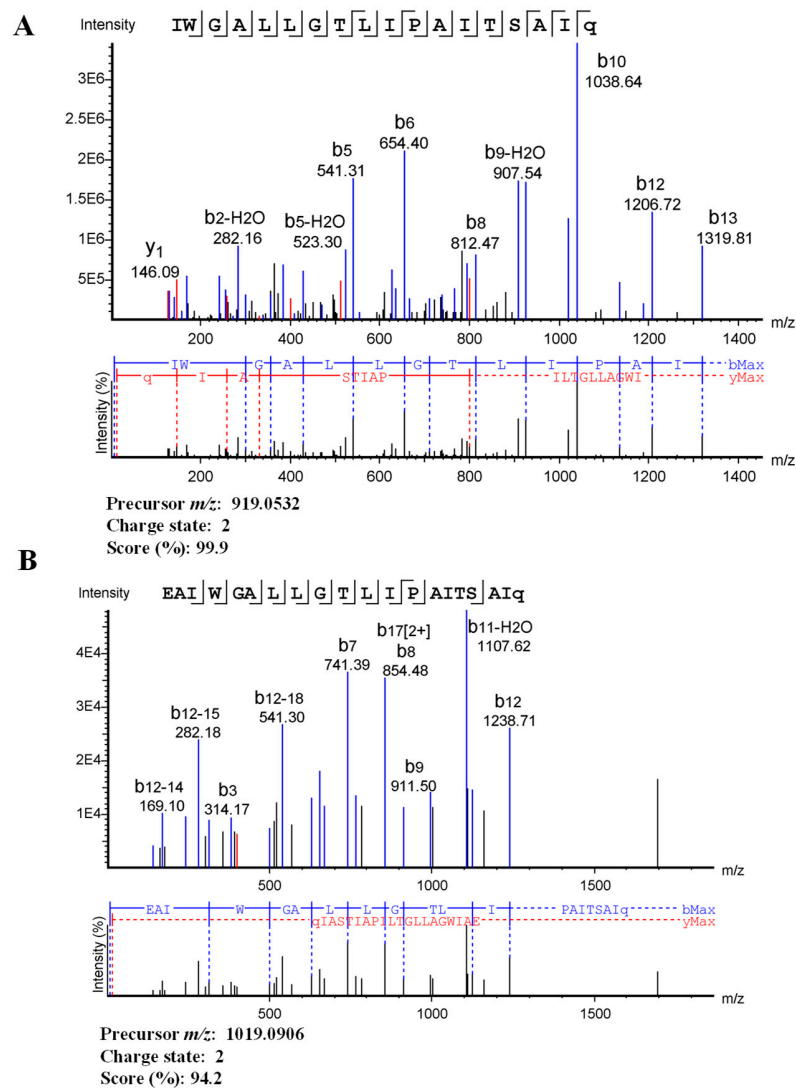 A
Intensity
IWGALLGTLIPAITSAIq
3E6
2.5E6
2E6
1.5E6
1E6
5E5
y1
146.09
b2-H2O
282.16
b5-H2O
523.30
b5
541.31
b6
654.40
b8
812.47
b9-H2O
907.54
b10
1038.64
b12
1206.72
b13
1319.81
200 400 600 800 1000 1200 1400 m/z
Intensity (%)
IW G A L L G T L I P A I bMax
q I A STIAP ILTGLLAGWI yMax
200 400 600 800 1000 1200 1400 m/z
Precursor m/z: 919.0532
Charge state: 2
Score (%): 99.9
B
Intensity
EAIWGALLGTLIPAITSAIq
4E4
3E4
2E4
1E4
b12-14
169.10
b12-15
282.18
b3
314.17
b12-18
541.30
b7
741.39
b17[2+]
b8
854.48
b9
911.50
b11-H2O
1107.62
b12
1238.71
500 1000 1500 m/z
Intensity (%)
EAI W GA L L G TL I PAITSAIq bMax
qIASTIAPILTGLLAGWIAE yMax
500 1000 1500 m/z
Precursor m/z: 1019.0906
Charge state: 2
Score (%): 94.2